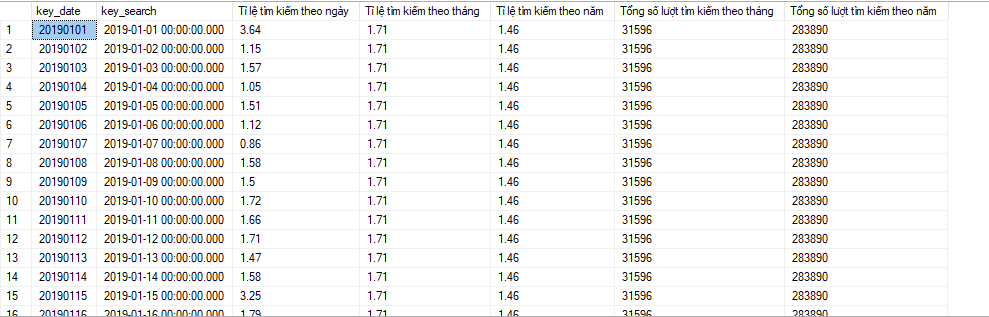 key_date key_search Tỉ lệ tìm kiếm theo ngày Tỉ lệ tìm kiếm theo tháng Tỉ lệ tìm kiếm theo năm Tổng số lượt tìm kiếm theo tháng Tổng số lượt tìm kiếm theo năm
1 20190101 2019-01-01 00:00:00.000 3.64 1.71 1.46 31596 283890
2 20190102 2019-01-02 00:00:00.000 1.15 1.71 1.46 31596 283890
3 20190103 2019-01-03 00:00:00.000 1.57 1.71 1.46 31596 283890
4 20190104 2019-01-04 00:00:00.000 1.05 1.71 1.46 31596 283890
5 20190105 2019-01-05 00:00:00.000 1.51 1.71 1.46 31596 283890
6 20190106 2019-01-06 00:00:00.000 1.12 1.71 1.46 31596 283890
7 20190107 2019-01-07 00:00:00.000 0.86 1.71 1.46 31596 283890
8 20190108 2019-01-08 00:00:00.000 1.58 1.71 1.46 31596 283890
9 20190109 2019-01-09 00:00:00.000 1.5 1.71 1.46 31596 283890
10 20190110 2019-01-10 00:00:00.000 1.72 1.71 1.46 31596 283890
11 20190111 2019-01-11 00:00:00.000 1.66 1.71 1.46 31596 283890
12 20190112 2019-01-12 00:00:00.000 1.71 1.71 1.46 31596 283890
13 20190113 2019-01-13 00:00:00.000 1.47 1.71 1.46 31596 283890
14 20190114 2019-01-14 00:00:00.000 1.58 1.71 1.46 31596 283890
15 20190115 2019-01-15 00:00:00.000 3.25 1.71 1.46 31596 283890
16 20190116 2019-01-16 00:00:00.000 1.79 1.71 1.46 31596 283890